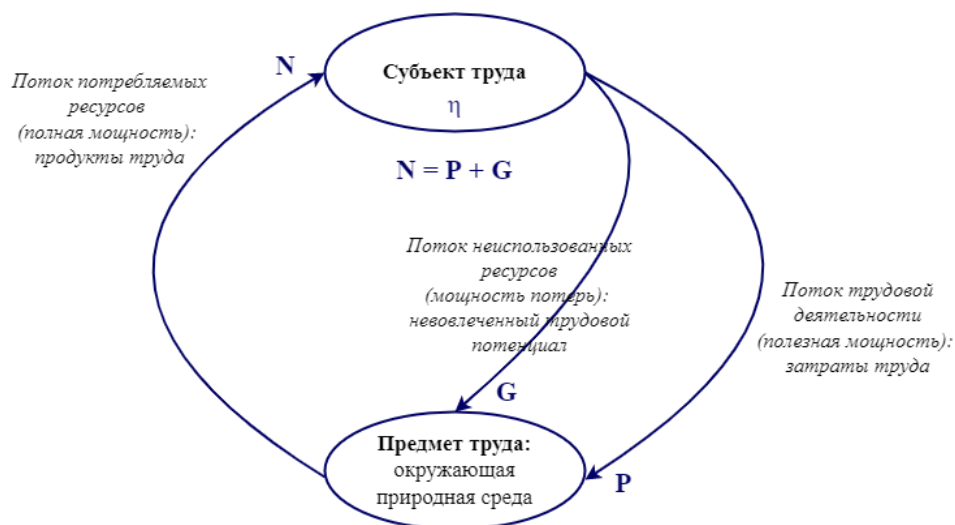 Субъект труда
η
N
Поток потребляемых
ресурсов
(полная мощность):
продукты труда
N = P + G
Поток неиспользованных
ресурсов
(мощность потерь):
невовлеченный трудовой
потенциал
Поток трудовой
деятельности
(полезная мощность):
затраты труда
G
P
Предмет труда:
окружающая
природная среда